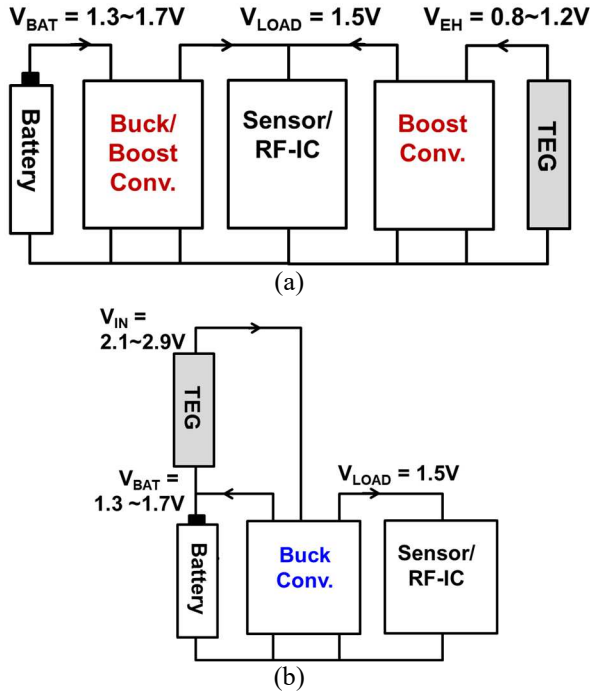 V_BAT = 1.3~1.7V
V_LOAD = 1.5V
V_EH = 0.8~1.2V
Battery
Buck/
Boost
Conv.
Sensor/
RF-IC
Boost
Conv.
TEG
(a)
V_IN =
2.1~2.9V
TEG
V_BAT =
1.3 ~1.7V
V_LOAD = 1.5V
Battery
Buck
Conv.
Sensor/
RF-IC
(b)